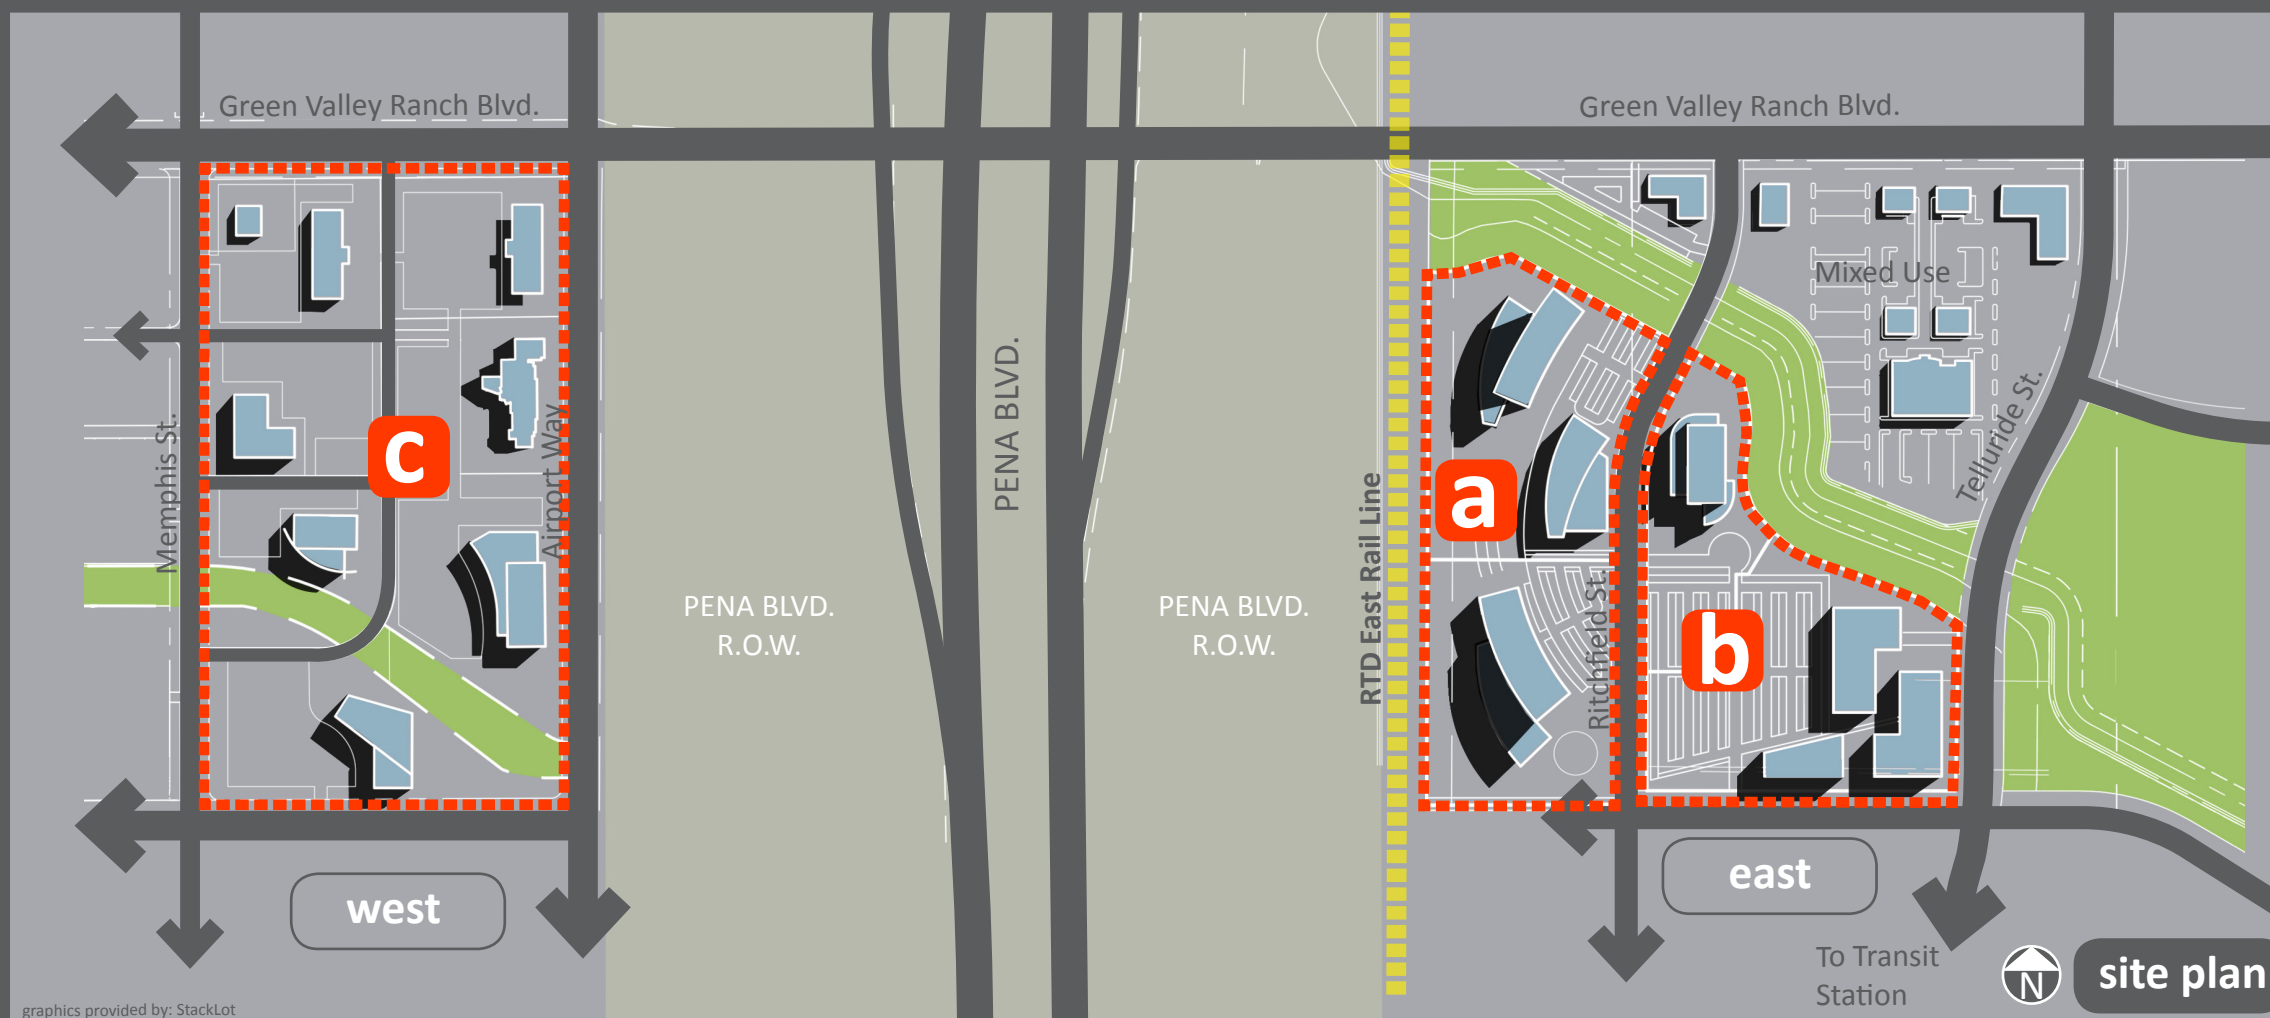 Green Valley Ranch Blvd.
Green Valley Ranch Blvd.
Mixed Use
PENA BLVD.
Memphis St.
Airport Way
c
a
b
RTD East Rail Line
Ritchfield St.
Telluride St.
PENA BLVD.
R.O.W.
PENA BLVD.
R.O.W.
west
east
To Transit
Station
N
site plan
graphics provided by: StackLot